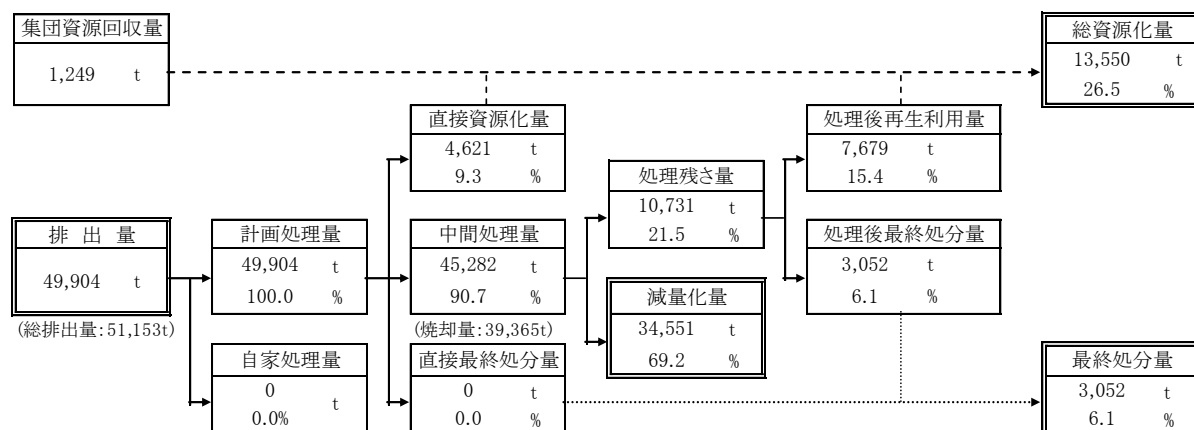 集団資源回収量
1,249 t
総資源化量
13,550 t
26.5 %
直接資源化量
4,621 t
9.3 %
処理後再生利用量
7,679 t
15.4 %
処理残さ量
10,731 t
21.5 %
排 出 量
49,904 t
(総排出量:51,153t)
計画処理量
49,904 t
100.0 %
中間処理量
45,282 t
90.7 %
(焼却量:39,365t)
処理後最終処分量
3,052 t
6.1 %
減量化量
34,551 t
69.2 %
自家処理量
0 t
0.0%
直接最終処分量
0 t
0.0 %
最終処分量
3,052 t
6.1 %